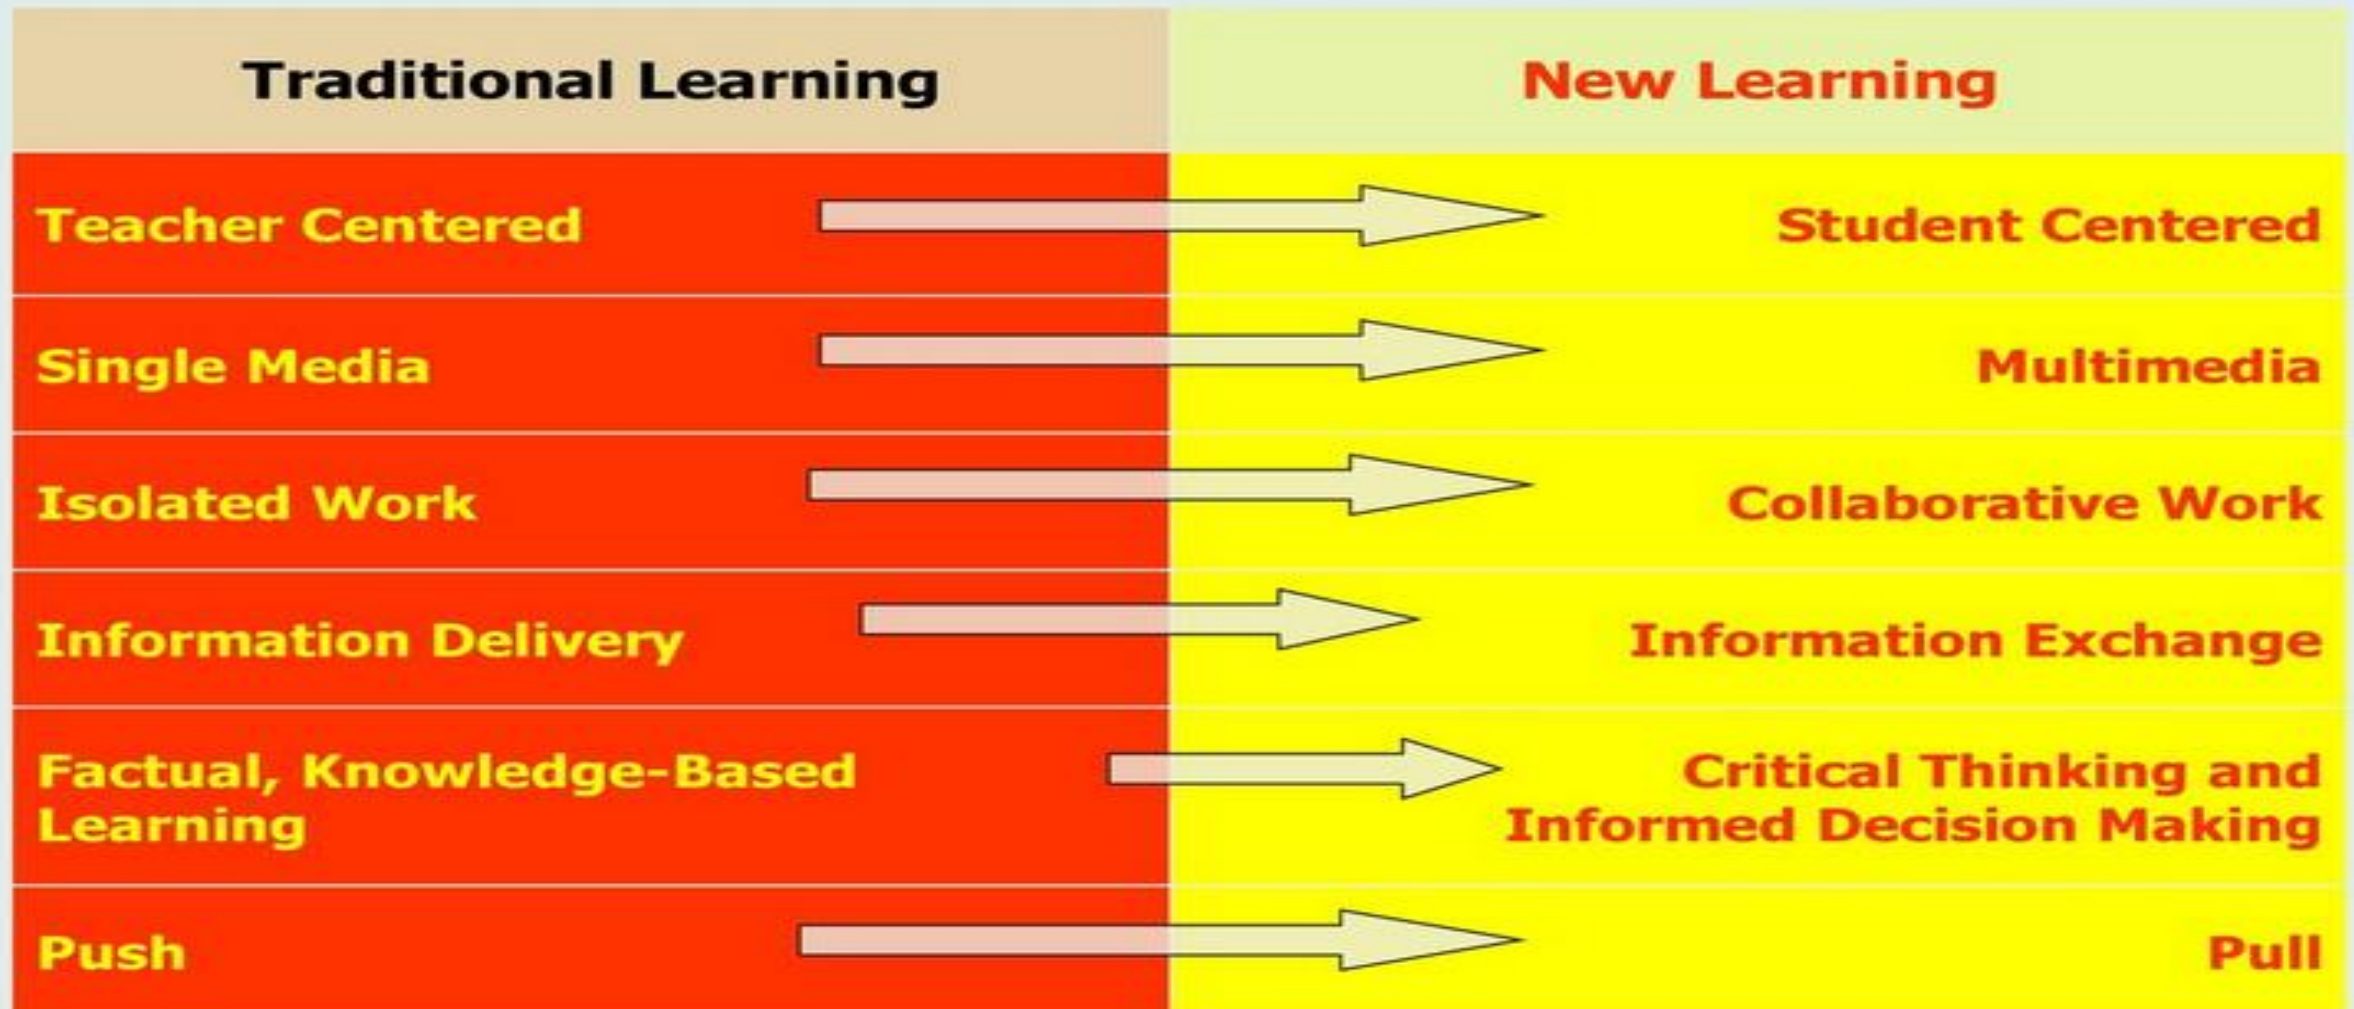 Traditional Learning
New Learning
Teacher Centered
Student Centered
Single Media
Multimedia
Isolated Work
Collaborative Work
Information Delivery
Information Exchange
Factual, Knowledge-Based
Learning
Critical Thinking and
Informed Decision Making
Push
Pull